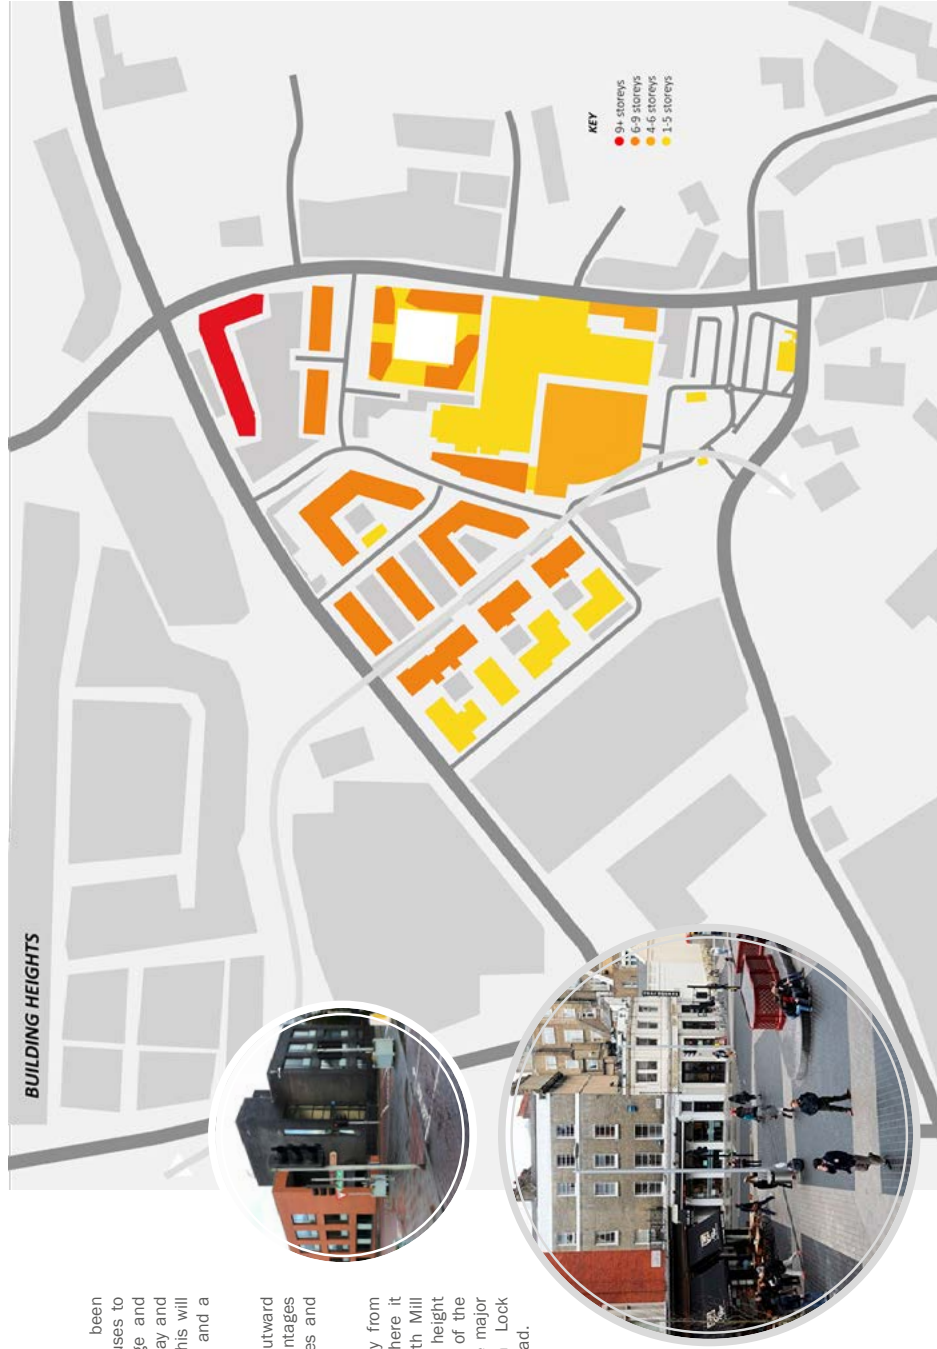 BUILDING HEIGHTS
KEY
9+ storeys
6-9 storeys
4-6 storeys
1-5 storeys
been
uses to
ge and
ay and
his will
and a
utward
ntages
es and
y from
here it
th Mill
height
of the
major
Lock
ad.